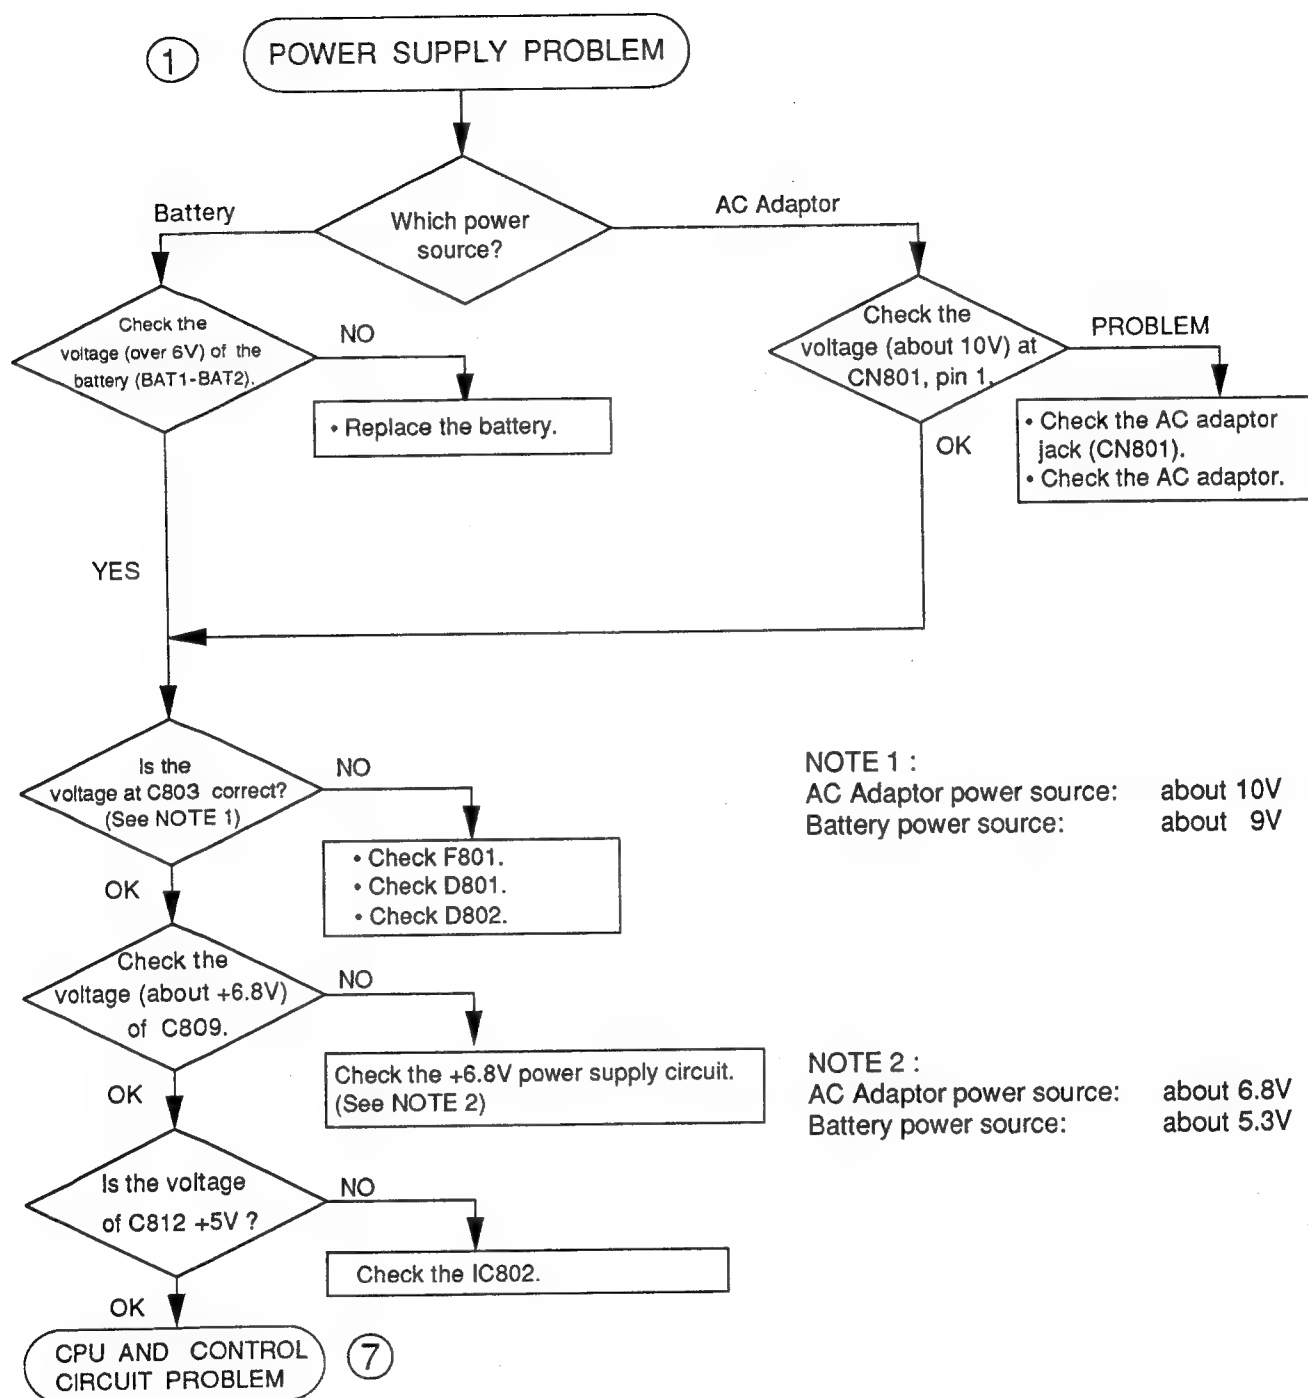 1
POWER SUPPLY PROBLEM
Which power
source?
Battery
AC Adaptor
Check the
voltage (over 6V) of the
battery (BAT1-BAT2).
NO
• Replace the battery.
YES
Check the
voltage (about 10V) at
CN801, pin 1.
PROBLEM
• Check the AC adaptor
jack (CN801).
• Check the AC adaptor.
OK
Is the
voltage at C803 correct?
(See NOTE 1)
NO
• Check F801.
• Check D801.
• Check D802.
NOTE 1 :
AC Adaptor power source: about 10V
Battery power source: about 9V
OK
Check the
voltage (about +6.8V)
of C809.
NO
Check the +6.8V power supply circuit.
(See NOTE 2)
NOTE 2 :
AC Adaptor power source: about 6.8V
Battery power source: about 5.3V
OK
Is the voltage
of C812 +5V ?
NO
Check the IC802.
OK
CPU AND CONTROL
CIRCUIT PROBLEM
7